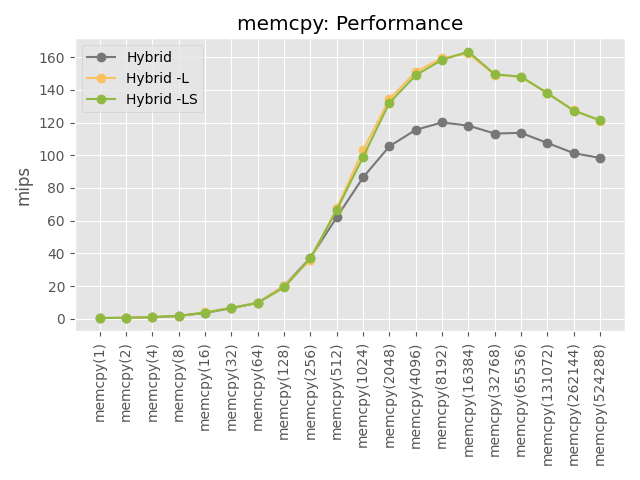 memcpy: Performance
Hybrid
Hybrid -L
Hybrid -LS
mips
160
140
120
100
80
60
40
20
0
memcpy(1)
memcpy(2)
memcpy(4)
memcpy(8)
memcpy(16)
memcpy(32)
memcpy(64)
memcpy(128)
memcpy(256)
memcpy(512)
memcpy(1024)
memcpy(2048)
memcpy(4096)
memcpy(8192)
memcpy(16384)
memcpy(32768)
memcpy(65536)
memcpy(131072)
memcpy(262144)
memcpy(524288)